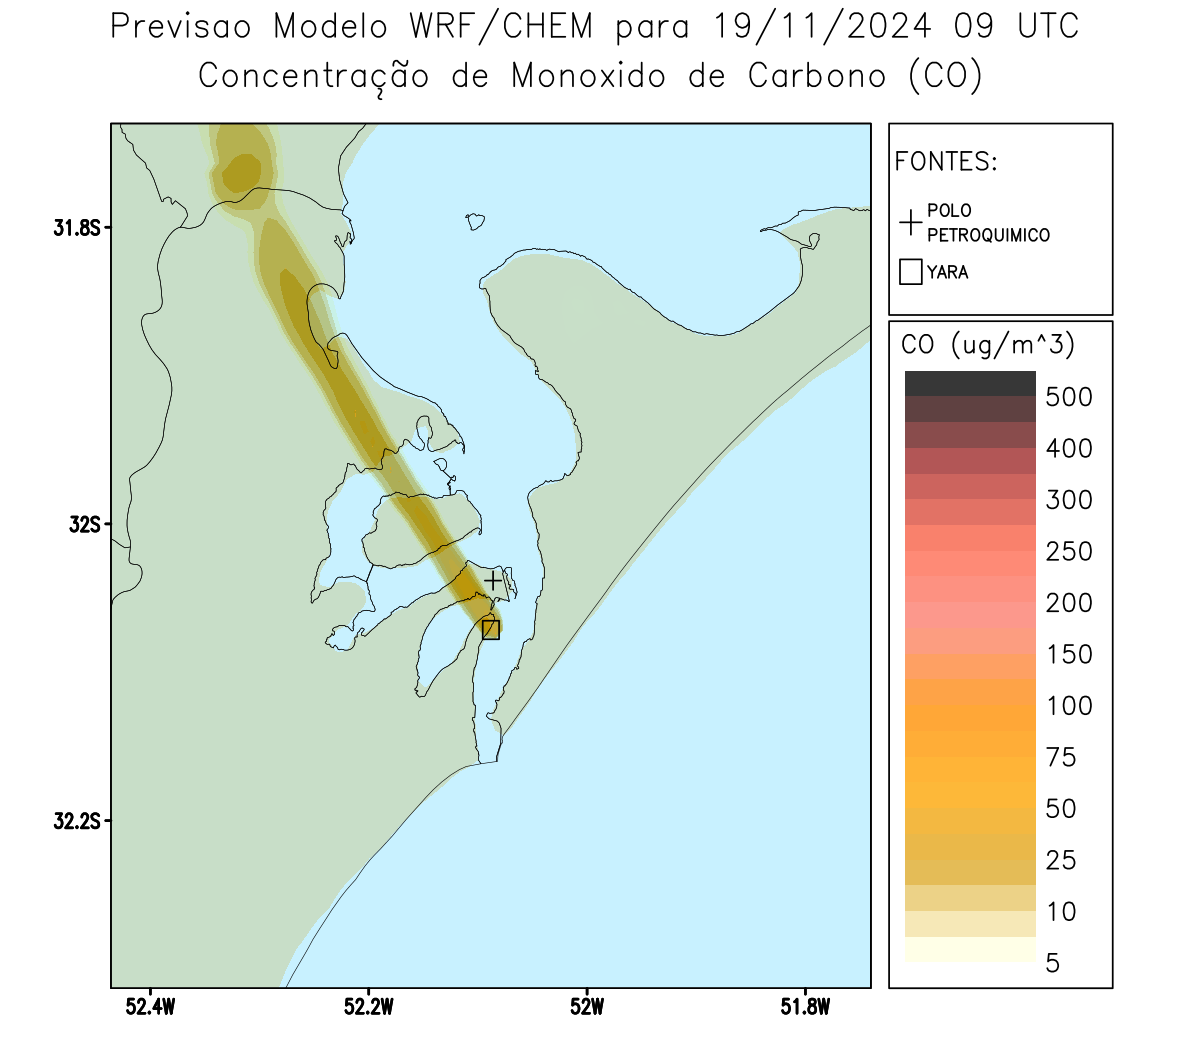 Previsao Modelo WRF/CHEM para 19/11/2024 09 UTC
Concentração de Monoxido de Carbono (CO)
FONTES:
POLO
PETROQUIMICO
YARA
CO (ug/m^3)
500
400
300
250
200
150
100
75
50
25
10
5
31.8S
32S
32.2S
52.4W
52.2W
52W
51.8W